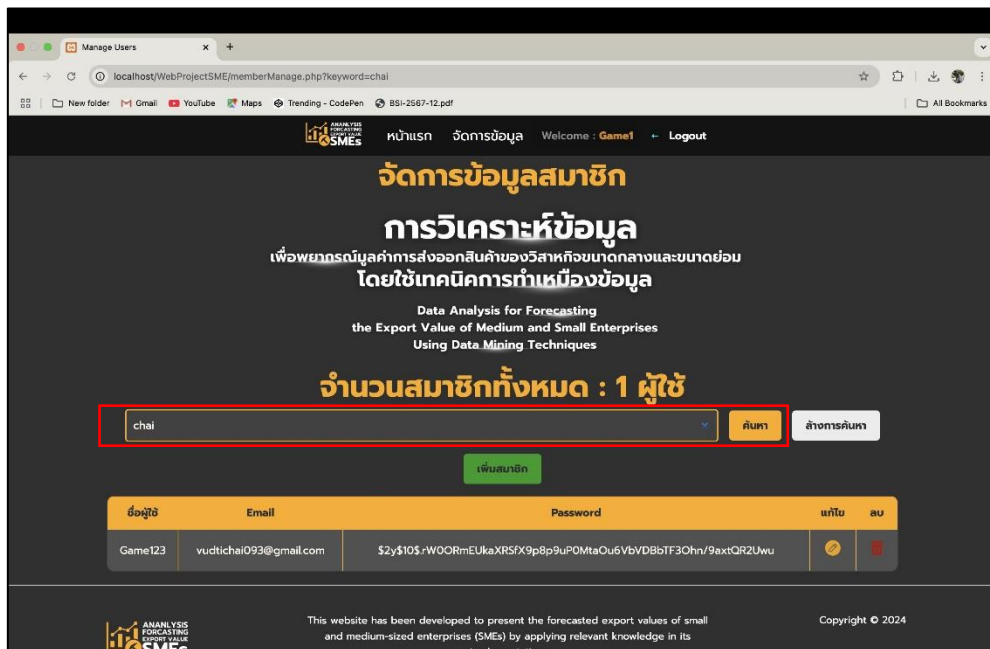 Manage Users
localhost/WebProjectSME/memberManage.php?keyword=chai
New folder Gmail YouTube Maps Trending - CodePen BSI-2567-12.pdf All Bookmarks
ANANLYSIS
FORCASTING
EXPORT VALUE
SMEs
หน้าแรก จัดการข้อมูล Welcome : Game1 ← Logout
จัดการข้อมูลสมาชิก
การวิเคราะห์ข้อมูล
เพื่อพยากรณ์มูลค่าการส่งออกสินค้าของวิสาหกิจขนาดกลางและขนาดย่อม
โดยใช้เทคนิคการทำเหมืองข้อมูล
Data Analysis for Forecasting
the Export Value of Medium and Small Enterprises
Using Data Mining Techniques
จำนวนสมาชิกทั้งหมด : 1 ผู้ใช้
chai ค้นหา ล้างการค้นหา
เพิ่มสมาชิก
ชื่อผู้ใช้ Email Password แก้ไข ลบ
Game123 vudtichai093@gmail.com $2y$10$.rW0ORmEUkaXRSfX9p8p9uP0MtaOu6VbVDBbTF3Ohn/9axtQR2Uwu
ANANLYSIS
FORCASTING
EXPORT VALUE
SMEs
This website has been developed to present the forecasted export values of small
and medium-sized enterprises (SMEs) by applying relevant knowledge in its
Copyright © 2024